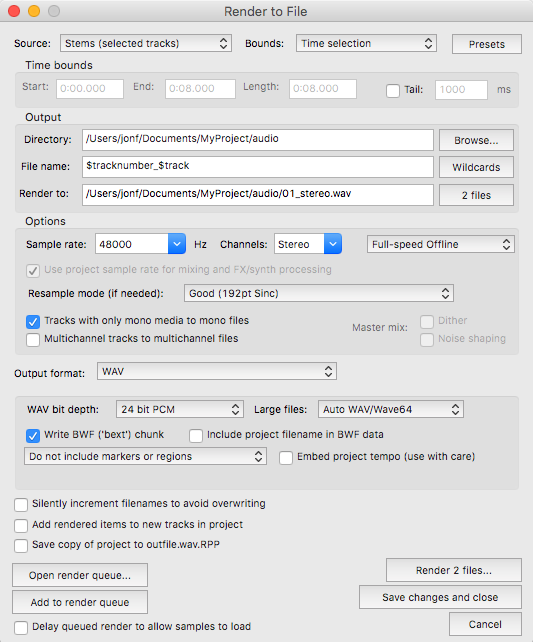 Render to File
Source: Stems (selected tracks) Bounds: Time selection Presets
Time bounds
Start: 0:00.000 End: 0:08.000 Length: 0:08.000 Tail: 1000 ms
Output
Directory: /Users/jonf/Documents/MyProject/audio Browse...
File name: $tracknumber_$track Wildcards
Render to: /Users/jonf/Documents/MyProject/audio/01_stereo.wav 2 files
Options
Sample rate: 48000 Hz Channels: Stereo Full-speed Offline
Use project sample rate for mixing and FX/synth processing
Resample mode (if needed): Good (192pt Sinc)
Tracks with only mono media to mono files Master mix: Dither
Multichannel tracks to multichannel files Noise shaping
Output format: WAV
WAV bit depth: 24 bit PCM Large files: Auto WAV/Wave64
Write BWF ('bext') chunk Include project filename in BWF data
Do not include markers or regions Embed project tempo (use with care)
Silently increment filenames to avoid overwriting
Add rendered items to new tracks in project
Save copy of project to outfile.wav.RPP
Open render queue... Render 2 files...
Add to render queue Save changes and close
Delay queued render to allow samples to load Cancel